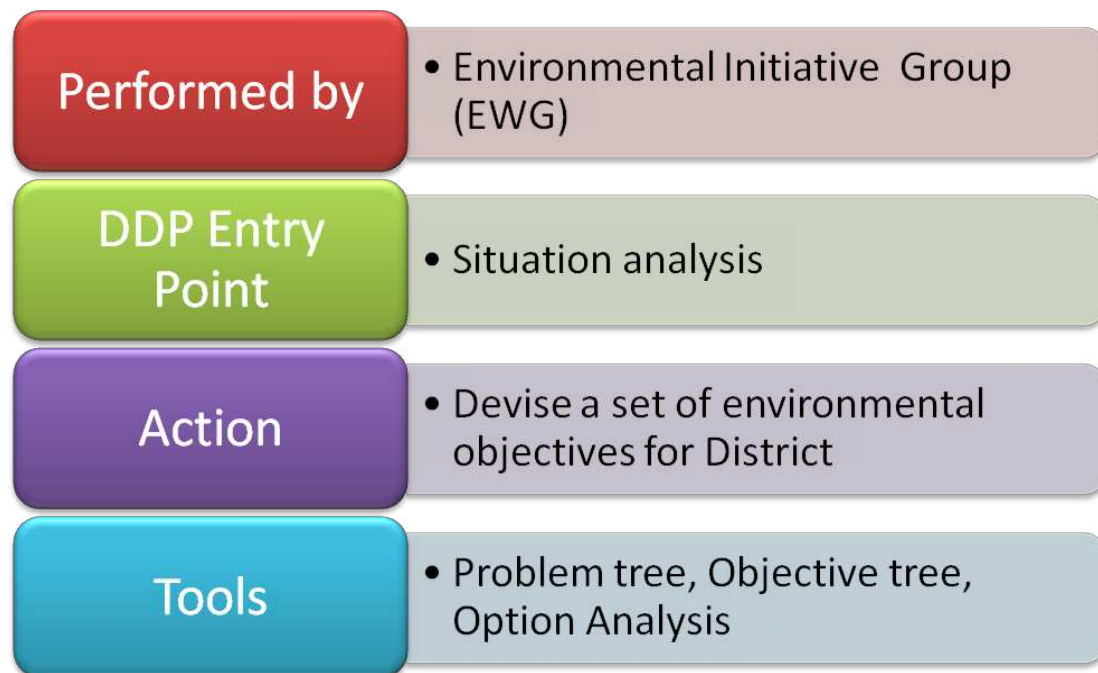 Performed by
• Environmental Initiative Group
(EWG)
DDP Entry
Point
• Situation analysis
Action
• Devise a set of environmental
objectives for District
Tools
• Problem tree, Objective tree,
Option Analysis